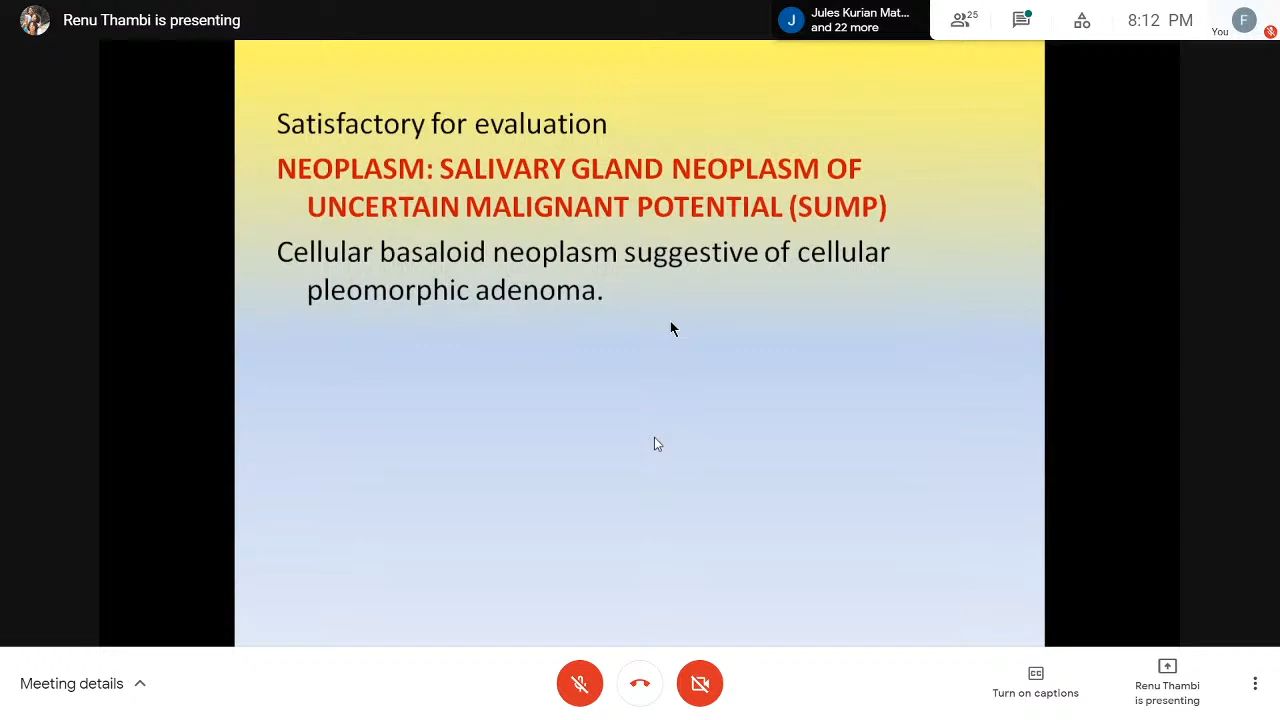 Renu Thambi is presenting
J
Jules Kurian Mat...
and 22 more
25
8:12 PM
You
F
Satisfactory for evaluation
NEOPLASM: SALIVARY GLAND NEOPLASM OF
UNCERTAIN MALIGNANT POTENTIAL (SUMP)
Cellular basaloid neoplasm suggestive of cellular
pleomorphic adenoma.
Meeting details
CC
Turn on captions
Renu Thambi
is presenting